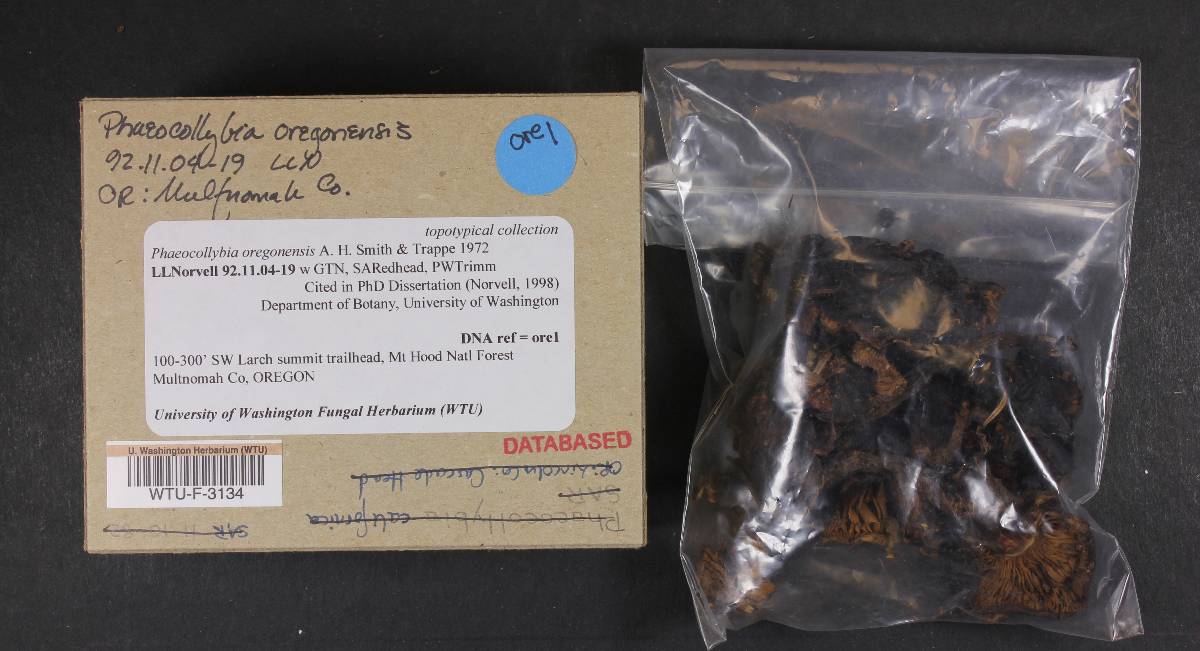 Phaeocollybia oregonensis
92.11.04-19 LLN
OR: Multnomah Co.
ore1
topotypical collection
Phaeocollybia oregonensis A. H. Smith & Trappe 1972
LLNorvell 92.11.04-19 w GTN, SARedhead, PWTrimm
Cited in PhD Dissertation (Norvell, 1998)
Department of Botany, University of Washington
DNA ref = ore1
100-300' SW Larch summit trailhead, Mt Hood Natl Forest
Multnomah Co, OREGON
University of Washington Fungal Herbarium (WTU)
DATABASED
U. Washington Herbarium (WTU)
WTU-F-3134
Phaeocollybia californica
SAR
OR: Lincoln Co: Cascade Head
SAR